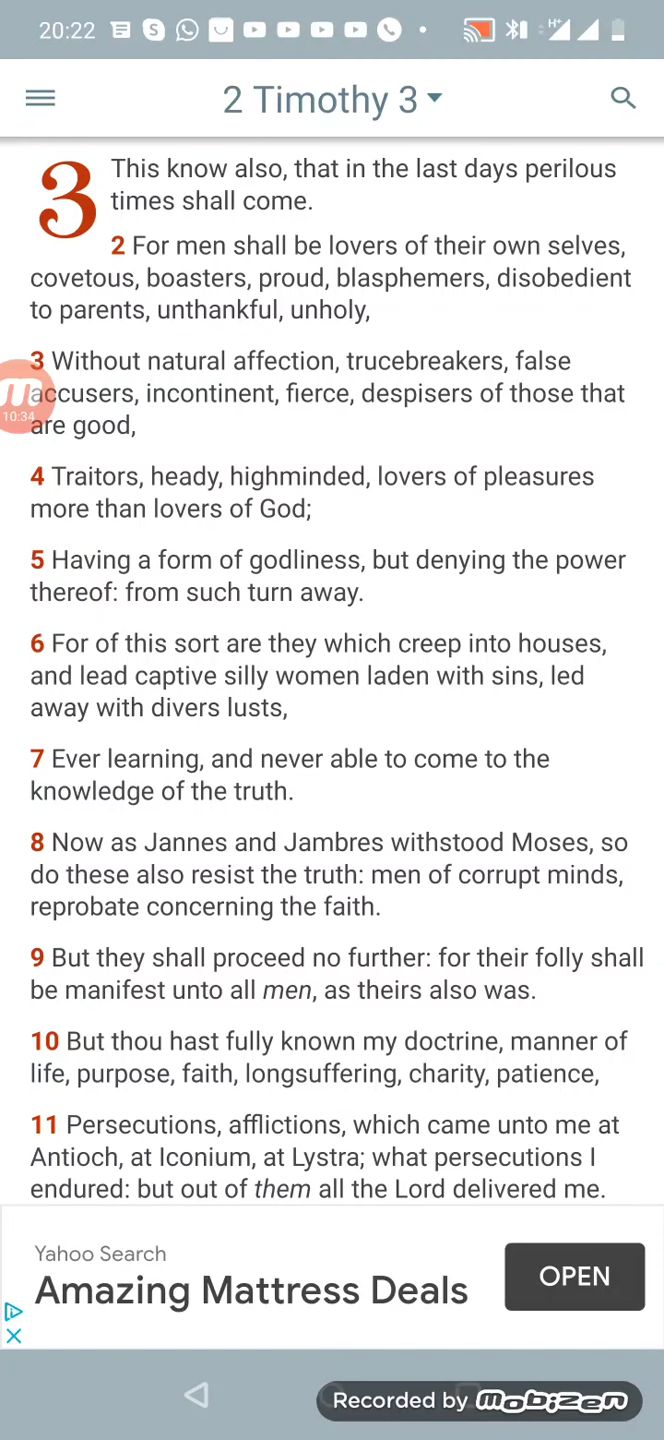 20:22
H+
2 Timothy 3
3 This know also, that in the last days perilous
times shall come.
2 For men shall be lovers of their own selves,
covetous, boasters, proud, blasphemers, disobedient
to parents, unthankful, unholy,
3 Without natural affection, trucebreakers, false
accusers, incontinent, fierce, despisers of those that
are good,
10:34
4 Traitors, heady, highminded, lovers of pleasures
more than lovers of God;
5 Having a form of godliness, but denying the power
thereof: from such turn away.
6 For of this sort are they which creep into houses,
and lead captive silly women laden with sins, led
away with divers lusts,
7 Ever learning, and never able to come to the
knowledge of the truth.
8 Now as Jannes and Jambres withstood Moses, so
do these also resist the truth: men of corrupt minds,
reprobate concerning the faith.
9 But they shall proceed no further: for their folly shall
be manifest unto all men, as theirs also was.
10 But thou hast fully known my doctrine, manner of
life, purpose, faith, longsuffering, charity, patience,
11 Persecutions, afflictions, which came unto me at
Antioch, at Iconium, at Lystra; what persecutions I
endured: but out of them all the Lord delivered me.
Yahoo Search
Amazing Mattress Deals
OPEN
Recorded by mobizen